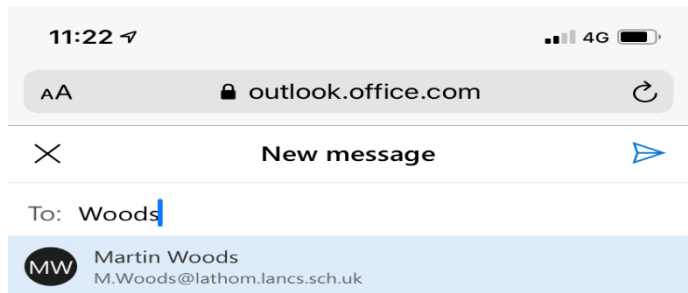 11:22 4G
AA outlook.office.com
New message
To: Woods
MW Martin Woods
M.Woods@lathom.lancs.sch.uk